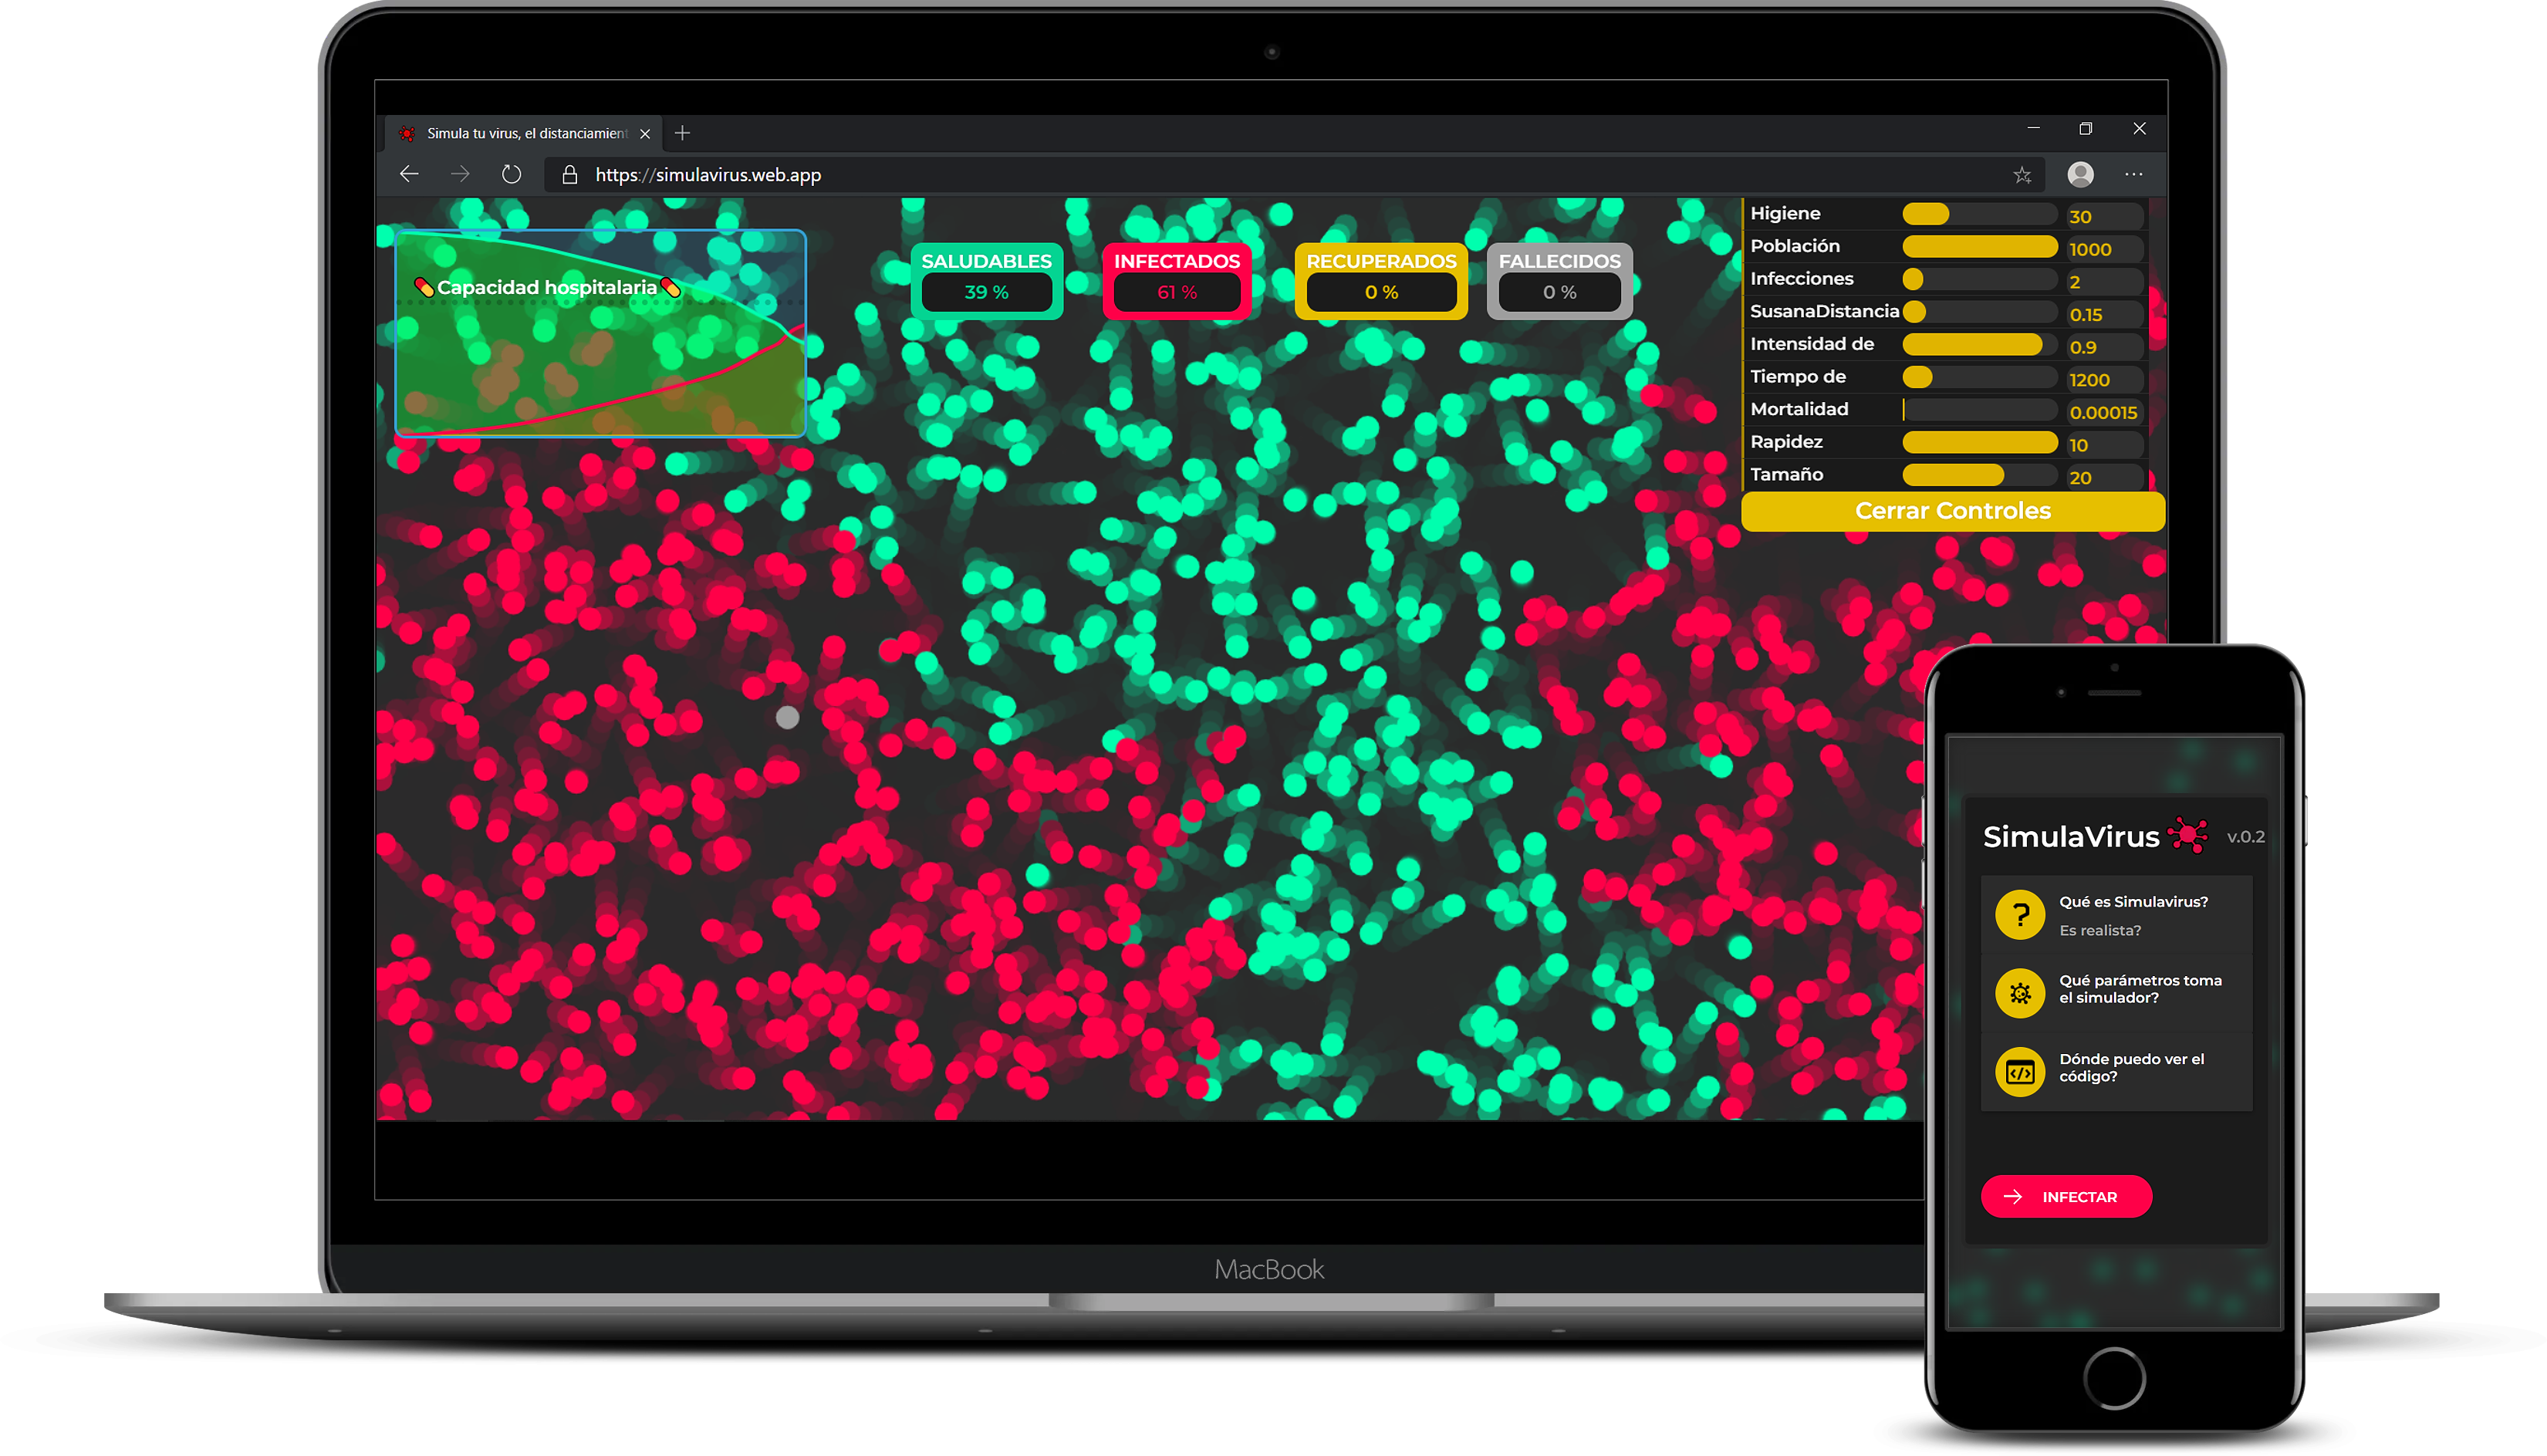 Simula tu virus, el distanciamient
https://simulavirus.web.app
Capacidad hospitalaria
SALUDABLES
39 %
INFECTADOS
61 %
RECUPERADOS
0 %
FALLECIDOS
0 %
Higiene 30
Población 1000
Infecciones 2
SusanaDistancia 0.15
Intensidad de 0.9
Tiempo de 1200
Mortalidad 0.00015
Rapidez 10
Tamaño 20
Cerrar Controles
MacBook
SimulaVirus v.0.2
?
Qué es Simulavirus?
Es realista?
Qué parámetros toma
el simulador?
</>
Dónde puedo ver el
código?
INFECTAR